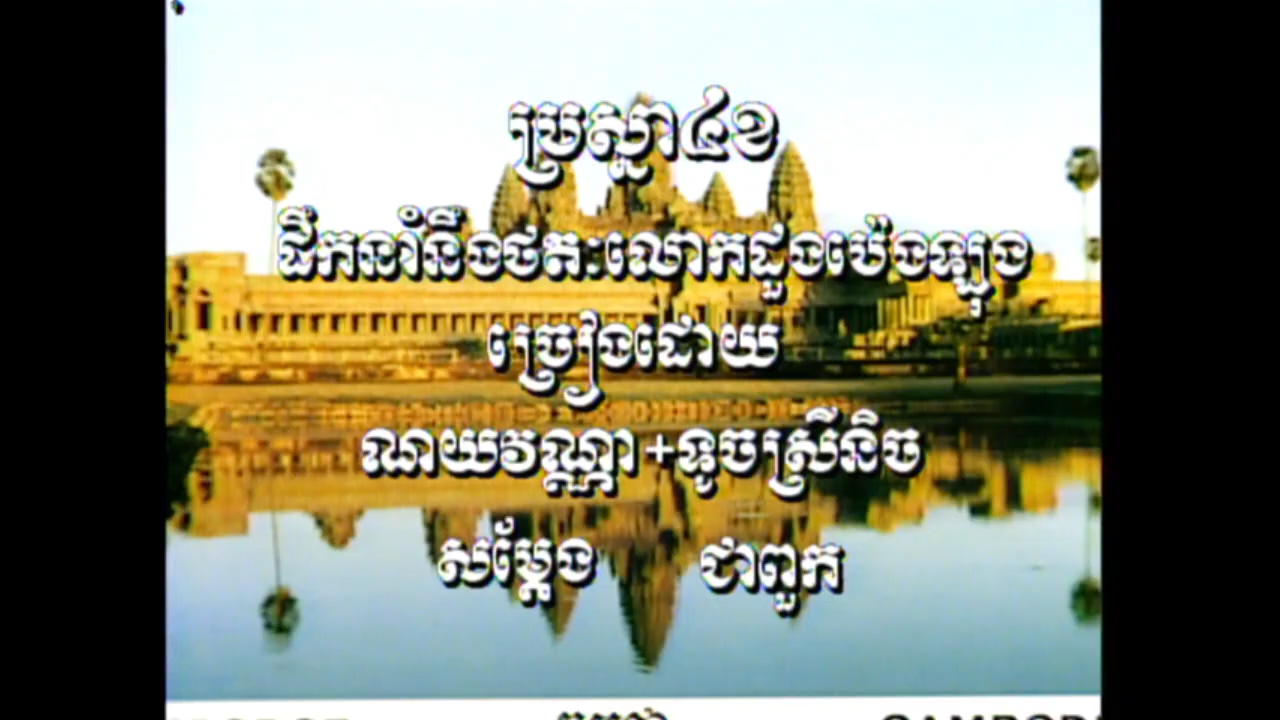 ប្រស្នា៤ខ
ដឹកនាំនឹងថត:លោកដួងប៉េងឡុង
ច្រៀងដោយ
ណយវណ្ណា+ទូចស្រីនិច
សម្ដែង ជាពួក